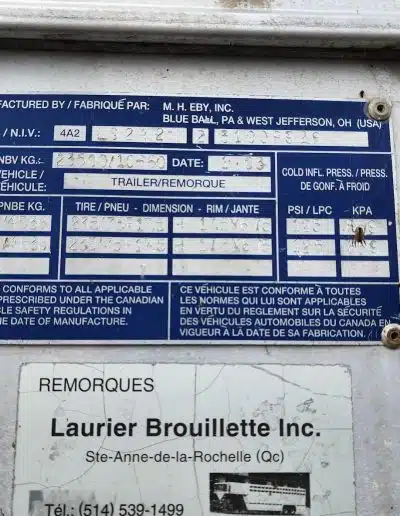 FACTURED BY / FABRIQUÉ PAR: M. H. EBY, INC.
BLUE BALL, PA & WEST JEFFERSON, OH (USA)
/ N.I.V.: 4A2
NBV KG.: DATE:
VEHICLE / TRAILER/REMORQUE
ÉHICULE:
COLD INFL. PRESS. / PRESS.
DE GONF. À FROID
PNBE KG. TIRE / PNEU - DIMENSION - RIM / JANTE PSI / LPC KPA
CONFORMS TO ALL APPLICABLE
PRESCRIBED UNDER THE CANADIAN
CLE SAFETY REGULATIONS IN
HE DATE OF MANUFACTURE.
CE VÉHICULE EST CONFORME À TOUTES
LES NORMES QUI LUI SONT APPLICABLES
EN VERTU DU REGLEMENT SUR LA SÉCURITÉ
DES VÉHICULES AUTOMOBILES DU CANADA EN
VIGUEUR À LA DATE DE SA FABRICATION.
REMORQUES
Laurier Brouillette Inc.
Ste-Anne-de-la-Rochelle (Qc)
Tél.: (514) 539-1499